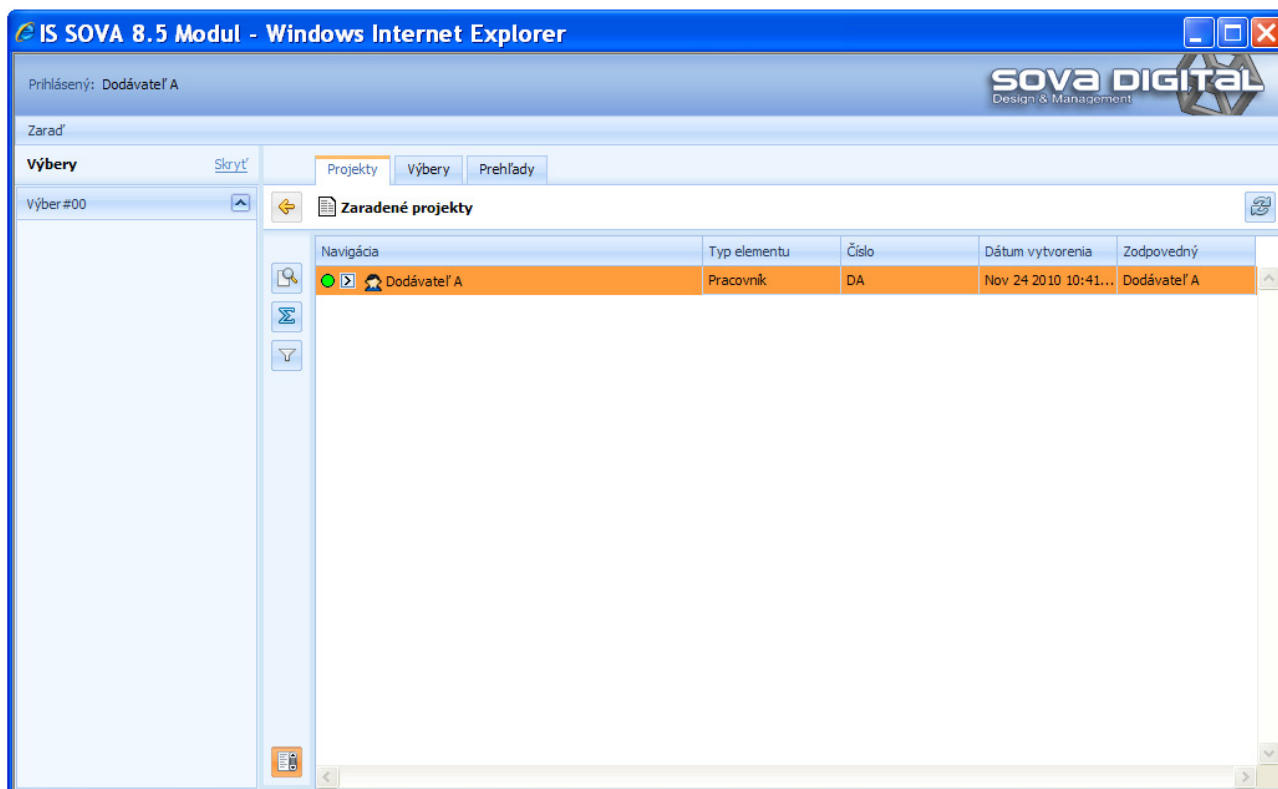 IS SOVA 8.5 Modul - Windows Internet Explorer
Prihlásený: Dodávateľ A
SOVA DIGITAL
Design & Management
Zaraď
Výbery Skryť
Projekty Výbery Prehľady
Výber#00
Zaradené projekty
Navigácia Typ elementu Číslo Dátum vytvorenia Zodpovedný
Dodávateľ A Pracovník DA Nov 24 2010 10:41... Dodávateľ A